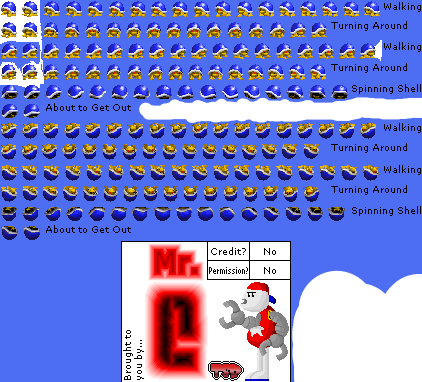 Walking
Turning Around
Walking
Turning Around
Spinning Shell
About to Get Out
Walking
Turning Around
Walking
Turning Around
Spinning Shell
About to Get Out
Mr.
C
Credit? No
Permission? No
Brought to
you by...